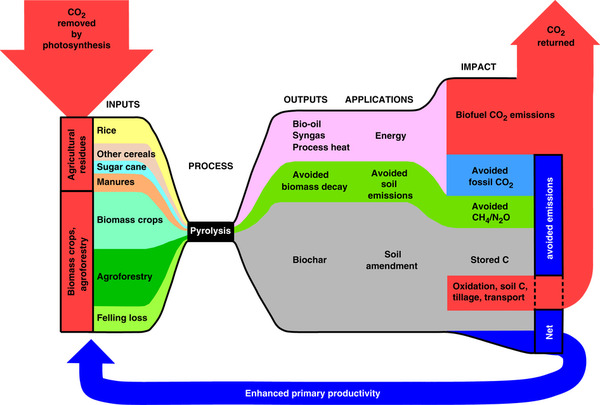 CO2
removed
by
photosynthesis
CO2
returned
INPUTS
PROCESS
OUTPUTS
APPLICATIONS
IMPACT
Agricultural
residues
Biomass crops,
agroforestry
Rice
Other cereals
Sugar cane
Manures
Biomass crops
Agroforestry
Felling loss
Pyrolysis
Bio-oil
Syngas
Process heat
Energy
Avoided
biomass decay
Avoided
soil
emissions
Biochar
Soil
amendment
Biofuel CO2 emissions
Avoided
fossil CO2
Avoided
CH4/N2O
Stored C
Oxidation, soil C,
tillage, transport
avoided emissions
Net
Enhanced primary productivity